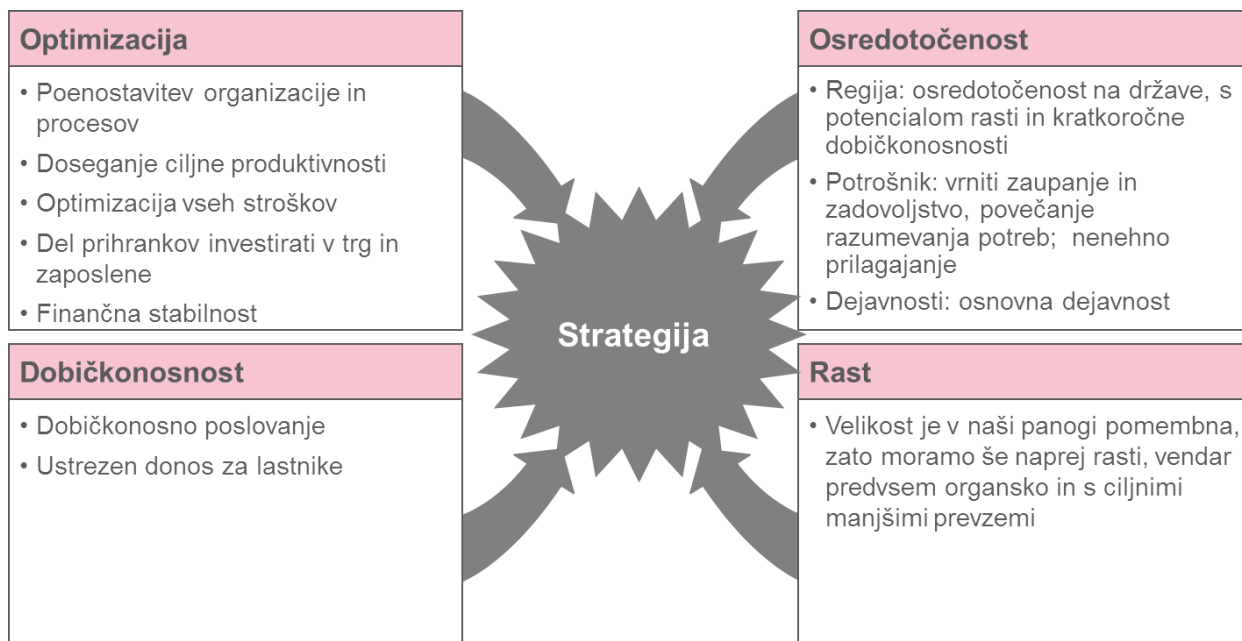 Optimizacija
• Poenostavitev organizacije in
procesov
• Doseganje ciljne produktivnosti
• Optimizacija vseh stroškov
• Del prihrankov investirati v trg in
zaposlene
• Finančna stabilnost
Osredotočenost
• Regija: osredotočenost na države, s
potencialom rasti in kratkoročne
dobičkonosnosti
• Potrošnik: vrniti zaupanje in
zadovoljstvo, povečanje
razumevanja potreb; nenehno
prilagajanje
• Dejavnosti: osnovna dejavnost
Strategija
Dobičkonosnost
• Dobičkonosno poslovanje
• Ustrezen donos za lastnike
Rast
• Velikost je v naši panogi pomembna,
zato moramo še naprej rasti, vendar
predvsem organsko in s ciljnimi
manjšimi prevzemi